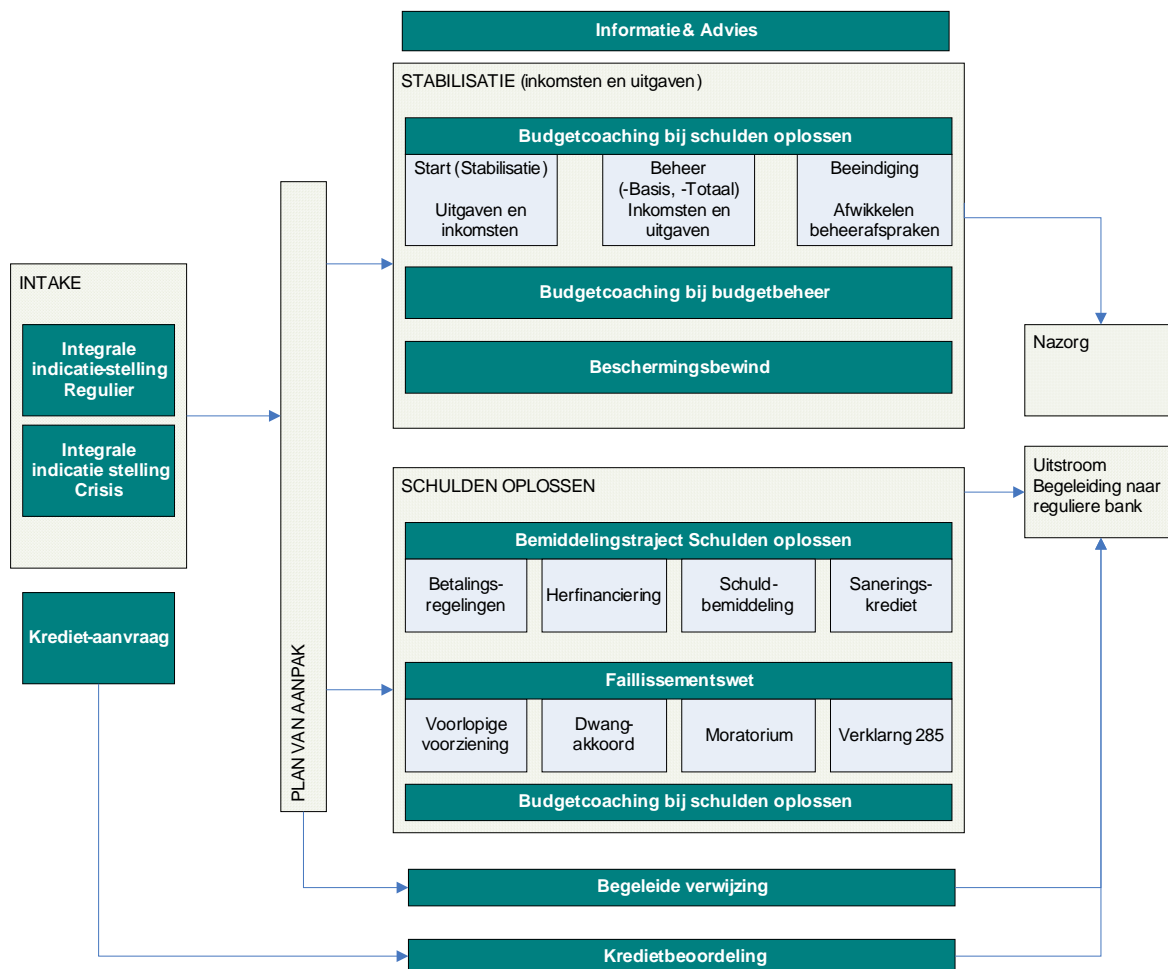 Informatie & Advies
STABILISATIE (inkomsten en uitgaven)
Budgetcoaching bij schulden oplossen
Start (Stabilisatie)
Uitgaven en
inkomsten
Beheer
(-Basis, -Totaal)
Inkomsten en
uitgaven
Beeindiging
Afwikkelen
beheerafspraken
Budgetcoaching bij budgetbeheer
Beschermingsbewind
INTAKE
Integrale
indicatie-stelling
Regulier
Integrale
indicatie stelling
Crisis
Krediet-aanvraag
PLAN VAN AANPAK
Nazorg
Uitstroom
Begeleiding naar
reguliere bank
SCHULDEN OPLOSSEN
Bemiddelingstraject Schulden oplossen
Betalings-
regelingen
Herfinanciering
Schuld-
bemiddeling
Sanerings-
krediet
Faillissementswet
Voorlopige
voorziening
Dwang-
akkoord
Moratorium
Verklarng 285
Budgetcoaching bij schulden oplossen
Begeleide verwijzing
Kredietbeoordeling